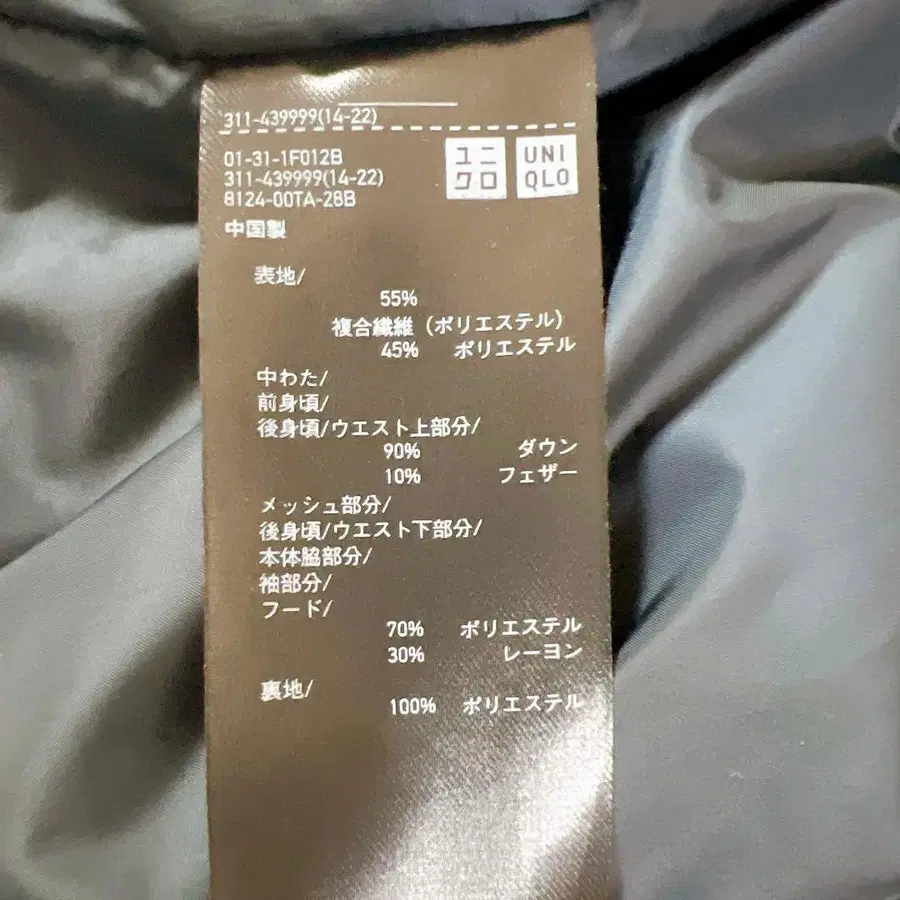 311-439999(14-22)
01-31-1F012B
311-439999(14-22)
8124-00TA-28B
ユニ
クロ
UNI
QLO
中国製
表地/
55%
複合繊維 (ポリエステル)
45% ポリエステル
中わた/
前身頃/
後身頃/ウエスト上部分/
90% ダウン
10% フェザー
メッシュ部分/
後身頃/ウエスト下部分/
本体脇部分/
袖部分/
フード/
70% ポリエステル
30% レーヨン
裏地/
100% ポリエステル